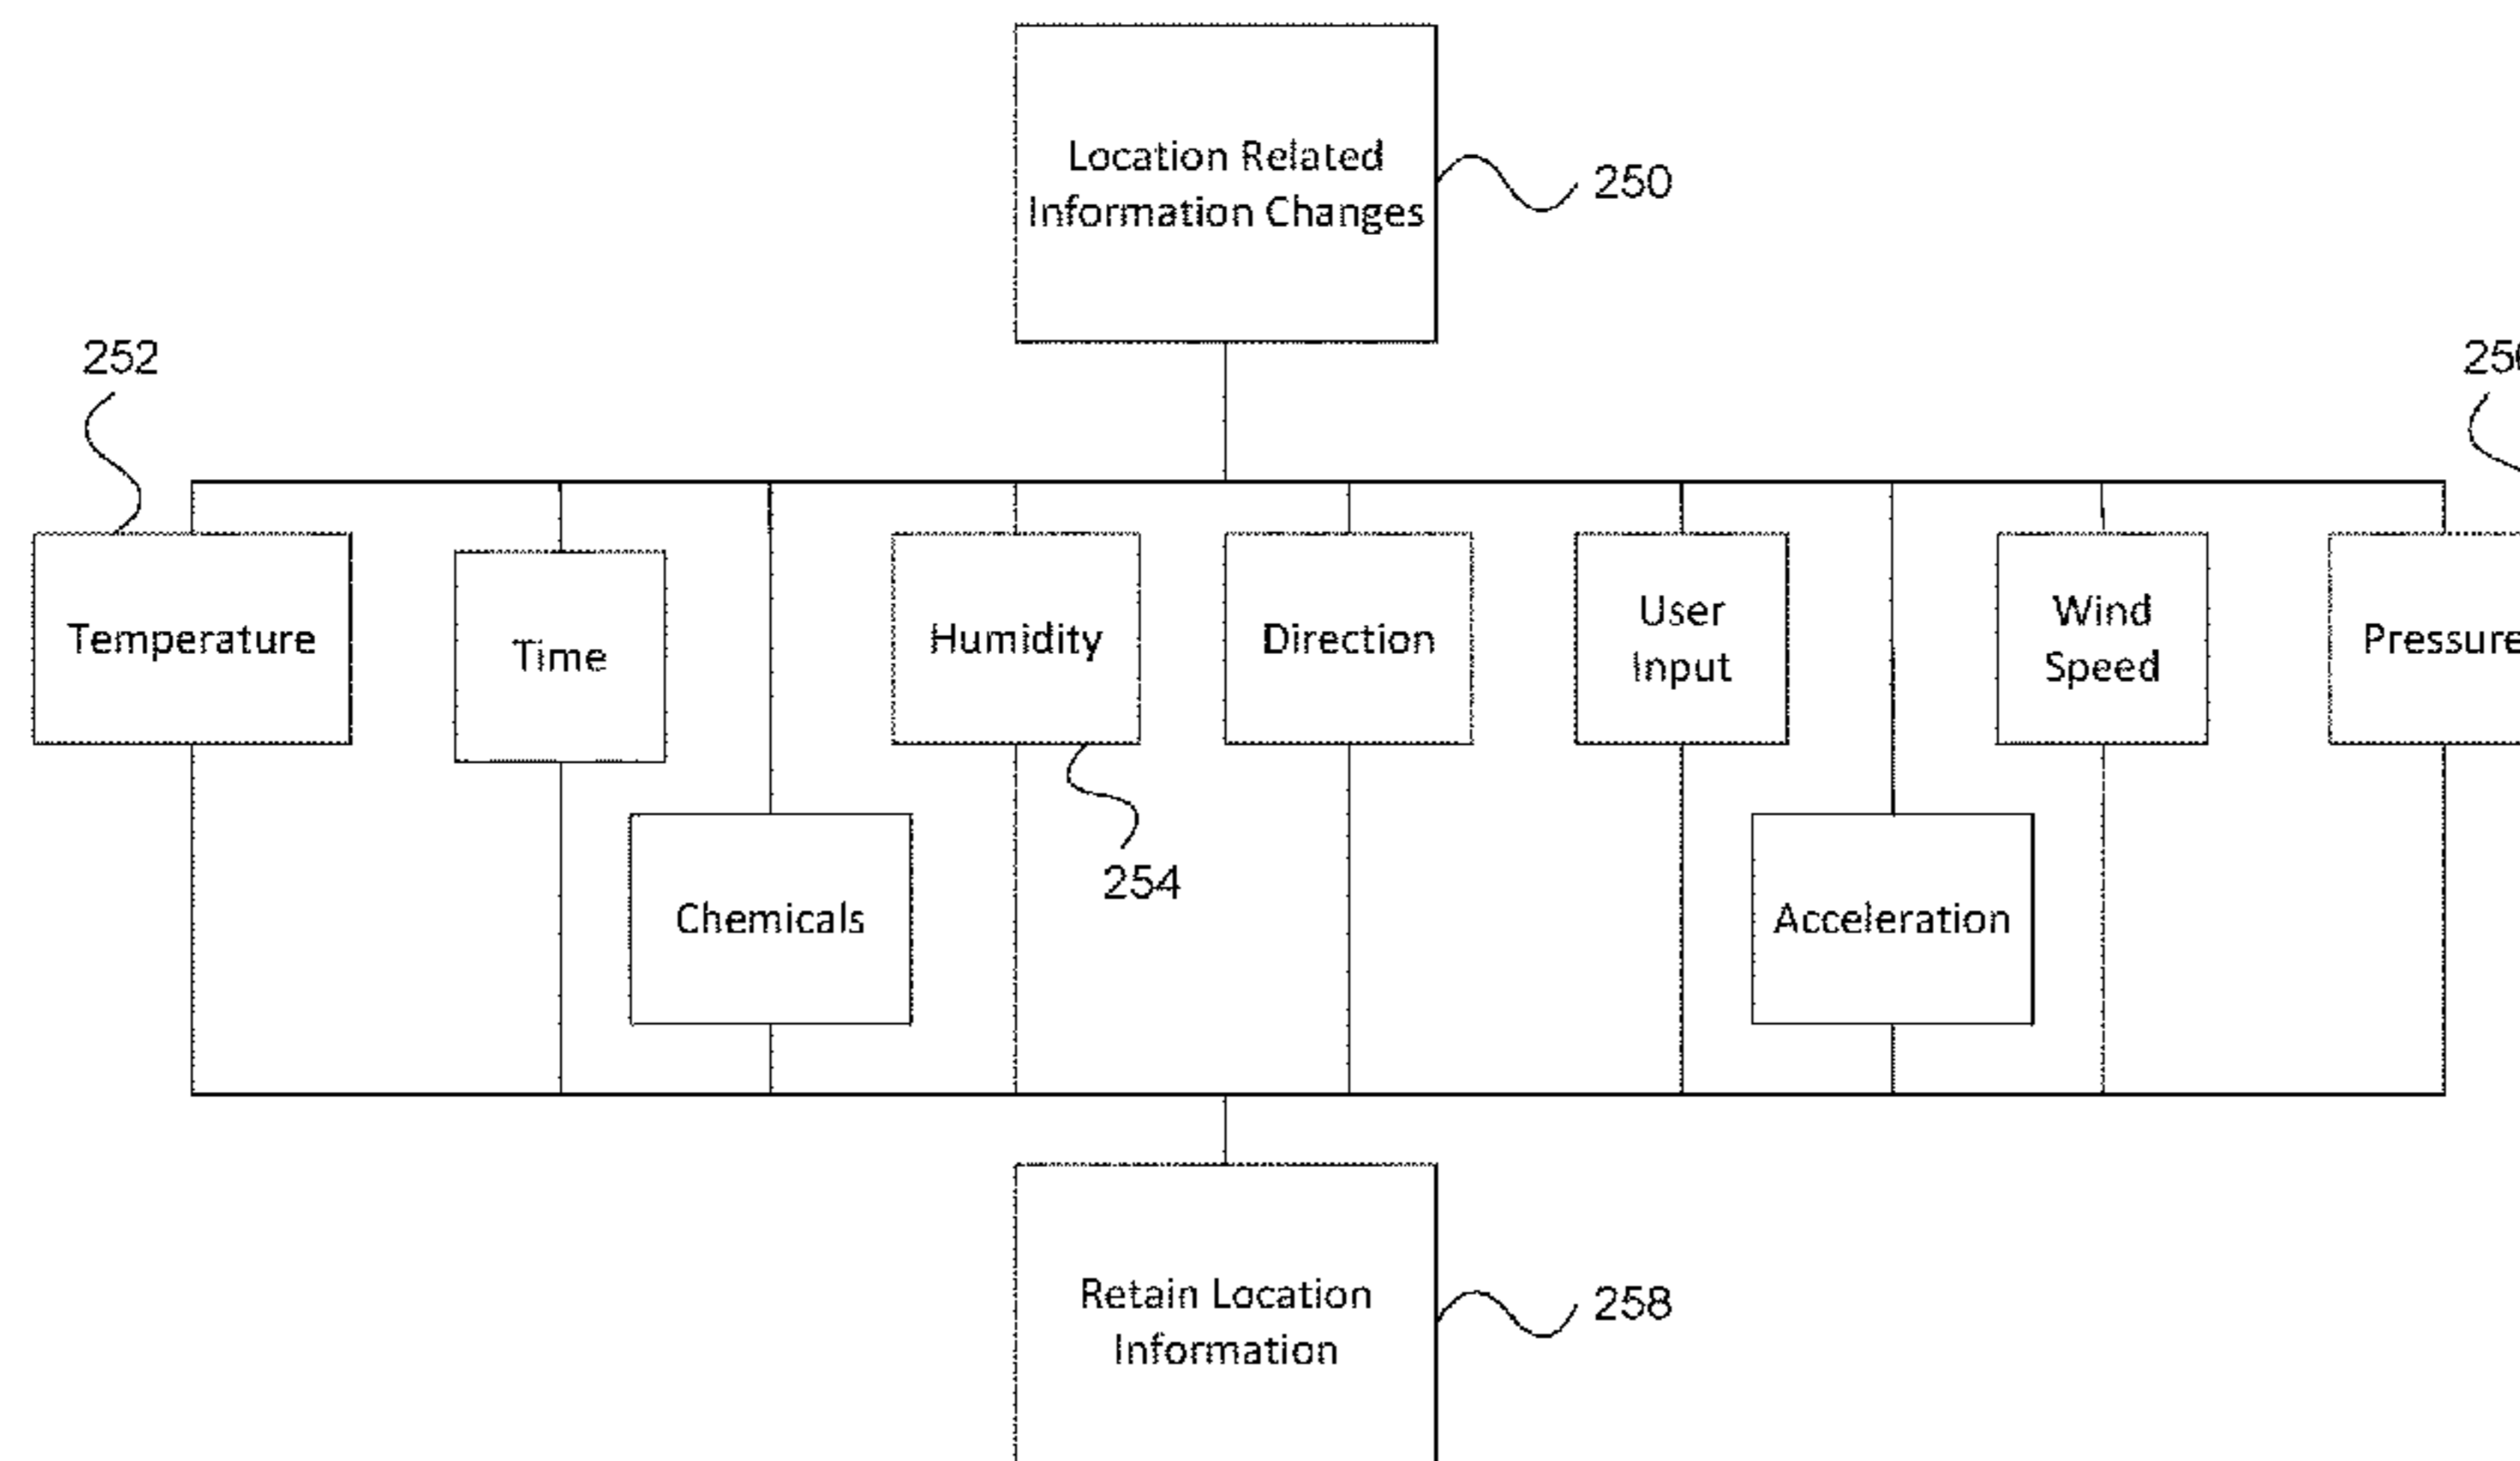 Location Related
Information Changes
250
252
Temperature
Time
Humidity
Direction
User
Input
Wind
Speed
Pressure
254
Chemicals
Acceleration
Retain Location
Information
258